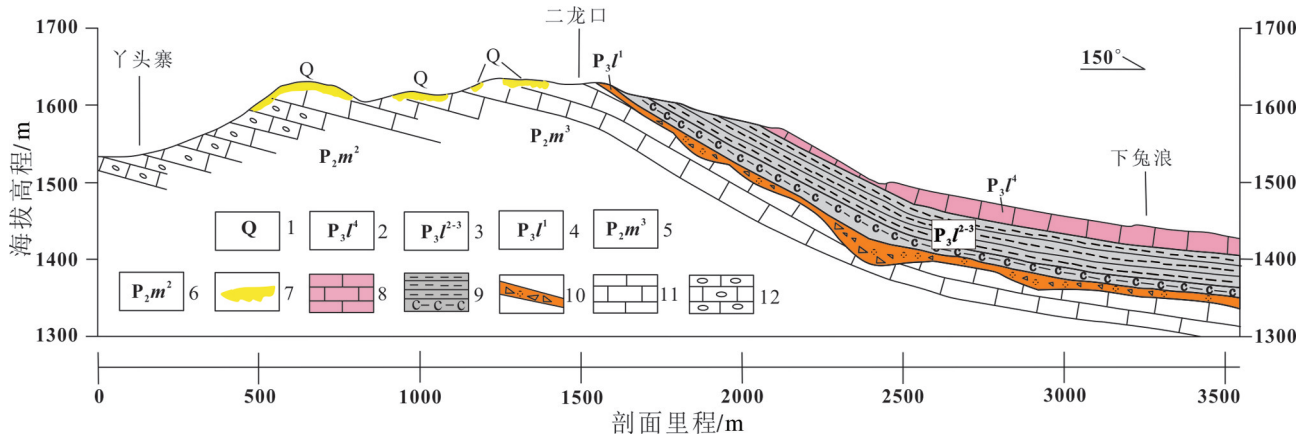 1700
1600
1500
1400
1300
海拔高程/m
丫头寨
二龙口
Q
Q
Q
P₃l¹
P₂m²
P₂m³
P₃l⁴
P₃l²⁻³
下兔浪
150°
1700
1600
1500
1400
1300
Q 1
P₃l⁴ 2
P₃l²⁻³ 3
P₃l¹ 4
P₂m³ 5
P₂m² 6
7
8
C C C 9
10
11
12
0 500 1000 1500 2000 2500 3000 3500
剖面里程/m